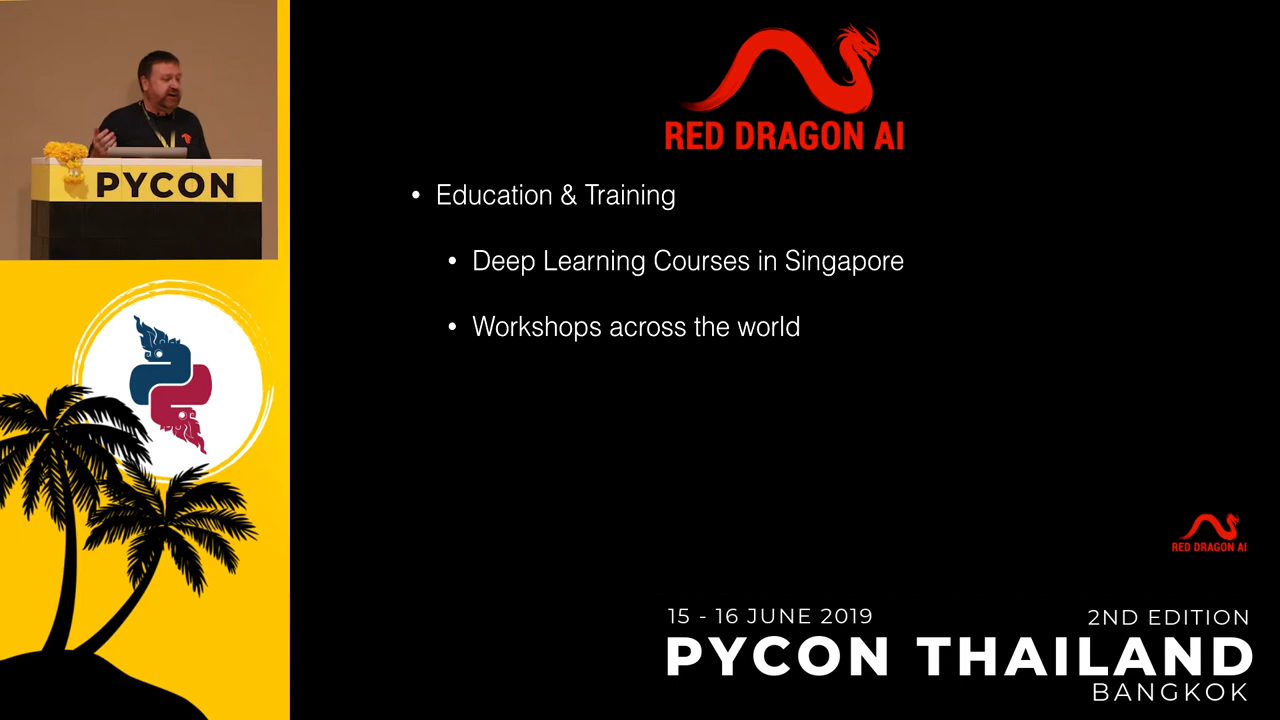 PYCON
RED DRAGON AI
• Education & Training
• Deep Learning Courses in Singapore
• Workshops across the world
RED DRAGON AI
15 - 16 JUNE 2019
2ND EDITION
PYCON THAILAND
BANGKOK